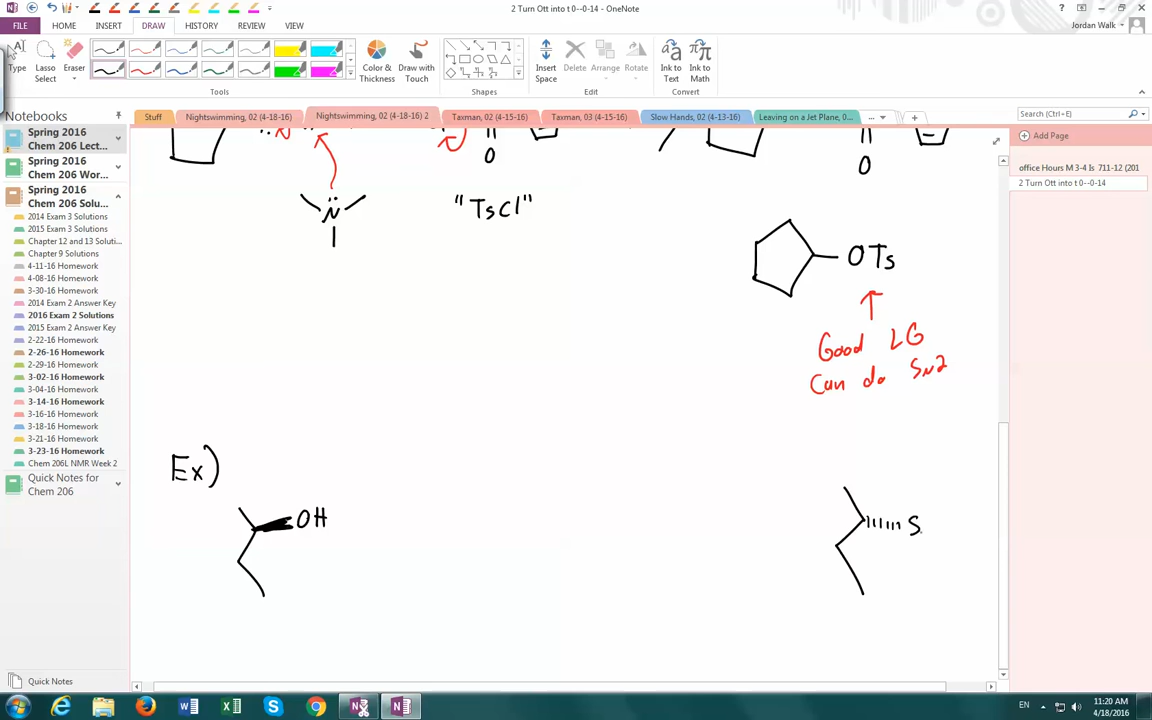 2 Turn Ott into t 0--0-14 - OneNote
Jordan Walk
FILE HOME INSERT DRAW HISTORY REVIEW VIEW
Type
Lasso Select
Eraser
Color & Thickness
Draw with Touch
Insert Space
Delete
Arrange
Rotate
Ink to Text
Ink to Math
Tools
Shapes
Edit
Convert
Notebooks
Stuff
Nightswimming, 02 (4-18-16)
Nightswimming, 02 (4-18-16) 2
Taxman, 02 (4-15-16)
Taxman, 03 (4-15-16)
Slow Hands, 02 (4-13-16)
Leaving on a Jet Plane, 0...
Search (Ctrl+E)
Add Page
office Hours M 3-4 Is 711-12 (201
2 Turn Ott into t 0--0-14
Spring 2016
Chem 206 Lect...
Spring 2016
Chem 206 Wor...
Spring 2016
Chem 206 Solu...
2014 Exam 3 Solutions
2015 Exam 3 Solutions
Chapter 12 and 13 Soluti...
Chapter 9 Solutions
4-11-16 Homework
4-08-16 Homework
3-30-16 Homework
2014 Exam 2 Answer Key
2016 Exam 2 Solutions
2015 Exam 2 Answer Key
2-22-16 Homework
2-26-16 Homework
2-29-16 Homework
3-02-16 Homework
3-04-16 Homework
3-14-16 Homework
3-16-16 Homework
3-18-16 Homework
3-21-16 Homework
3-23-16 Homework
Chem 206L NMR Week 2
Quick Notes for
Chem 206
Quick Notes
O
O
N
"TsCl"
OTs
Good LG
Can do SN2
Ex)
OH
S
EN
11:20 AM
4/18/2016